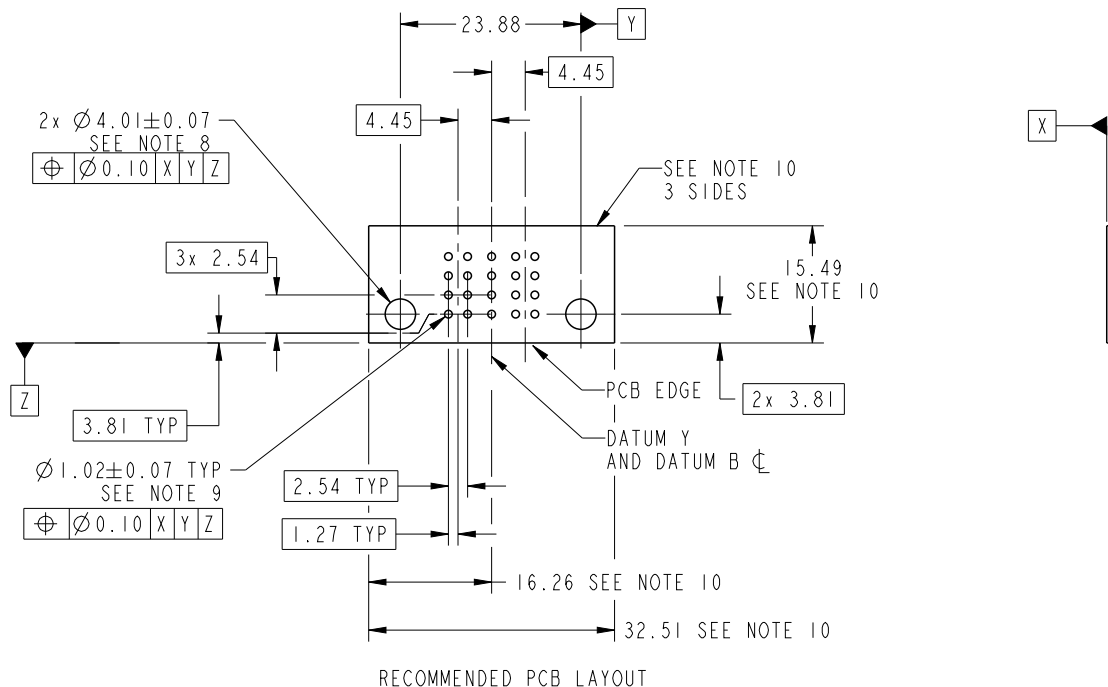 23.88
Y
4.45
4.45
X
2x Ø4.01±0.07
SEE NOTE 8
⌖ Ø0.10 X Y Z
SEE NOTE 10
3 SIDES
3x 2.54
15.49
SEE NOTE 10
Z
PCB EDGE
2x 3.81
3.81 TYP
DATUM Y
AND DATUM B ℄
Ø1.02±0.07 TYP
SEE NOTE 9
⌖ Ø0.10 X Y Z
2.54 TYP
1.27 TYP
16.26 SEE NOTE 10
32.51 SEE NOTE 10
RECOMMENDED PCB LAYOUT